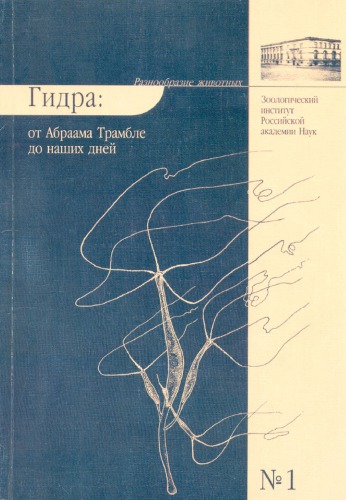 Разнообразие животных
Гидра:
от Абраама Трамбле
до наших дней
Зоологический
институт
Российской
академии Наук
№1